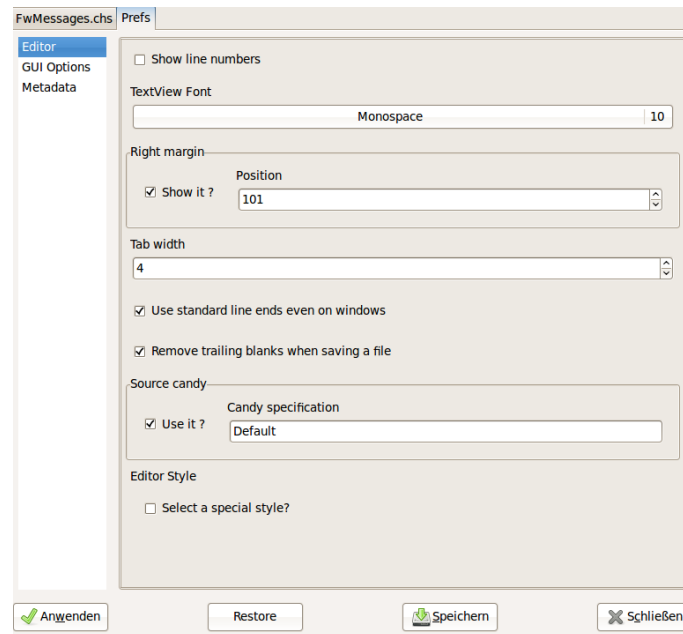 FwMessages.chs Prefs
Editor
GUI Options
Metadata
Show line numbers
TextView Font
Monospace 10
Right margin
Position
Show it ?
101
Tab width
4
Use standard line ends even on windows
Remove trailing blanks when saving a file
Source candy
Candy specification
Use it ?
Default
Editor Style
Select a special style?
Anwenden Restore Speichern Schließen